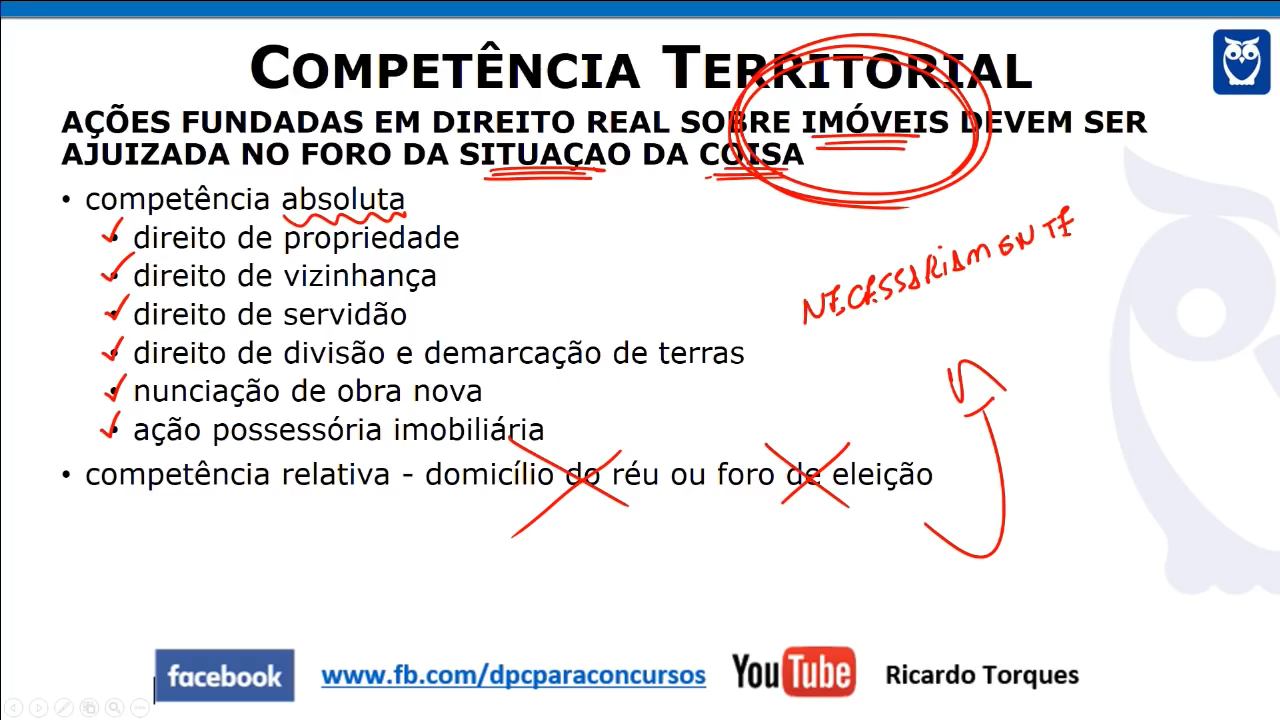 COMPETÊNCIA TERRITORIAL
AÇÕES FUNDADAS EM DIREITO REAL SOBRE IMÓVEIS DEVEM SER
AJUIZADA NO FORO DA SITUAÇAO DA COISA
• competência absoluta
• direito de propriedade
• direito de vizinhança
• direito de servidão
• direito de divisão e demarcação de terras
• nunciação de obra nova
• ação possessória imobiliária
NECESSARIAMENTE
• competência relativa - domicílio do réu ou foro de eleição
facebook www.fb.com/dpcparaconcursos YouTube Ricardo Torques